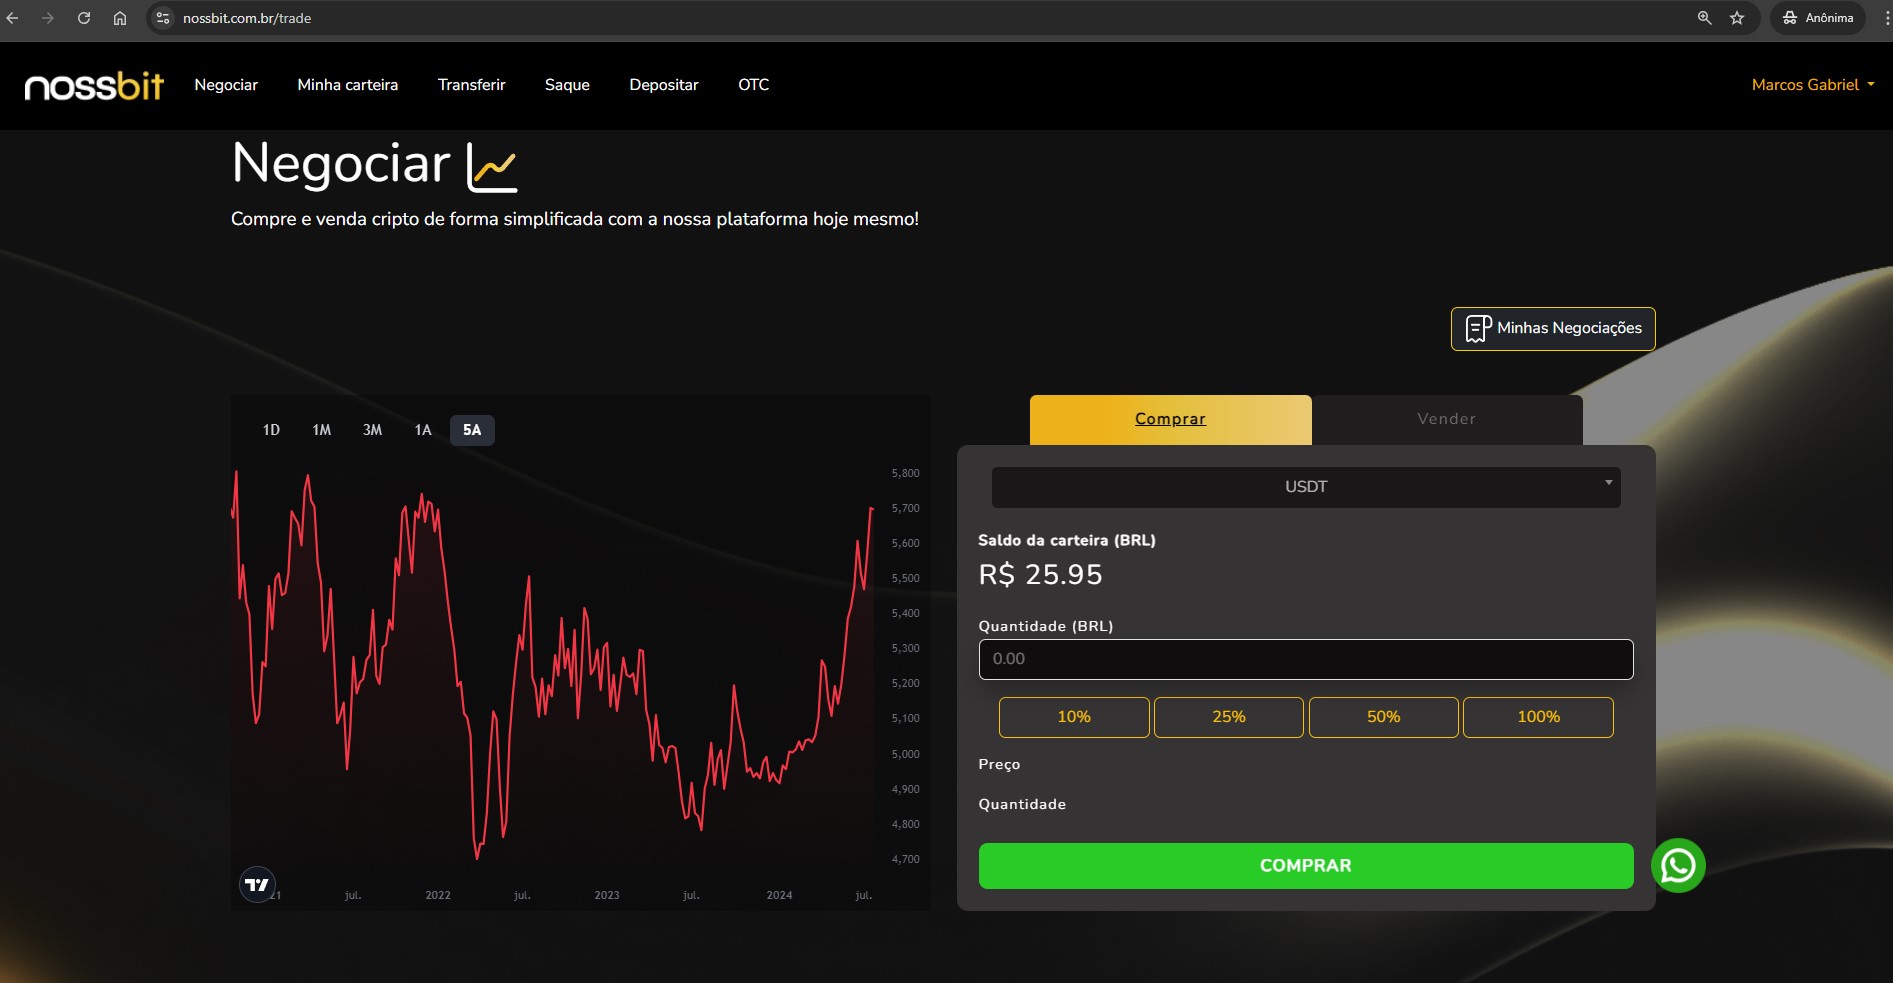 nossbit.com.br/trade
Anônima
nossbit
Negociar
Minha carteira
Transferir
Saque
Depositar
OTC
Marcos Gabriel
Negociar
Compre e venda cripto de forma simplificada com a nossa plataforma hoje mesmo!
Minhas Negociações
1D 1M 3M 1A 5A
5,800
5,700
5,600
5,500
5,400
5,300
5,200
5,100
5,000
4,900
4,800
4,700
21 jul. 2022 jul. 2023 jul. 2024 jul.
Comprar
Vender
USDT
Saldo da carteira (BRL)
R$ 25.95
Quantidade (BRL)
0.00
10% 25% 50% 100%
Preço
Quantidade
COMPRAR